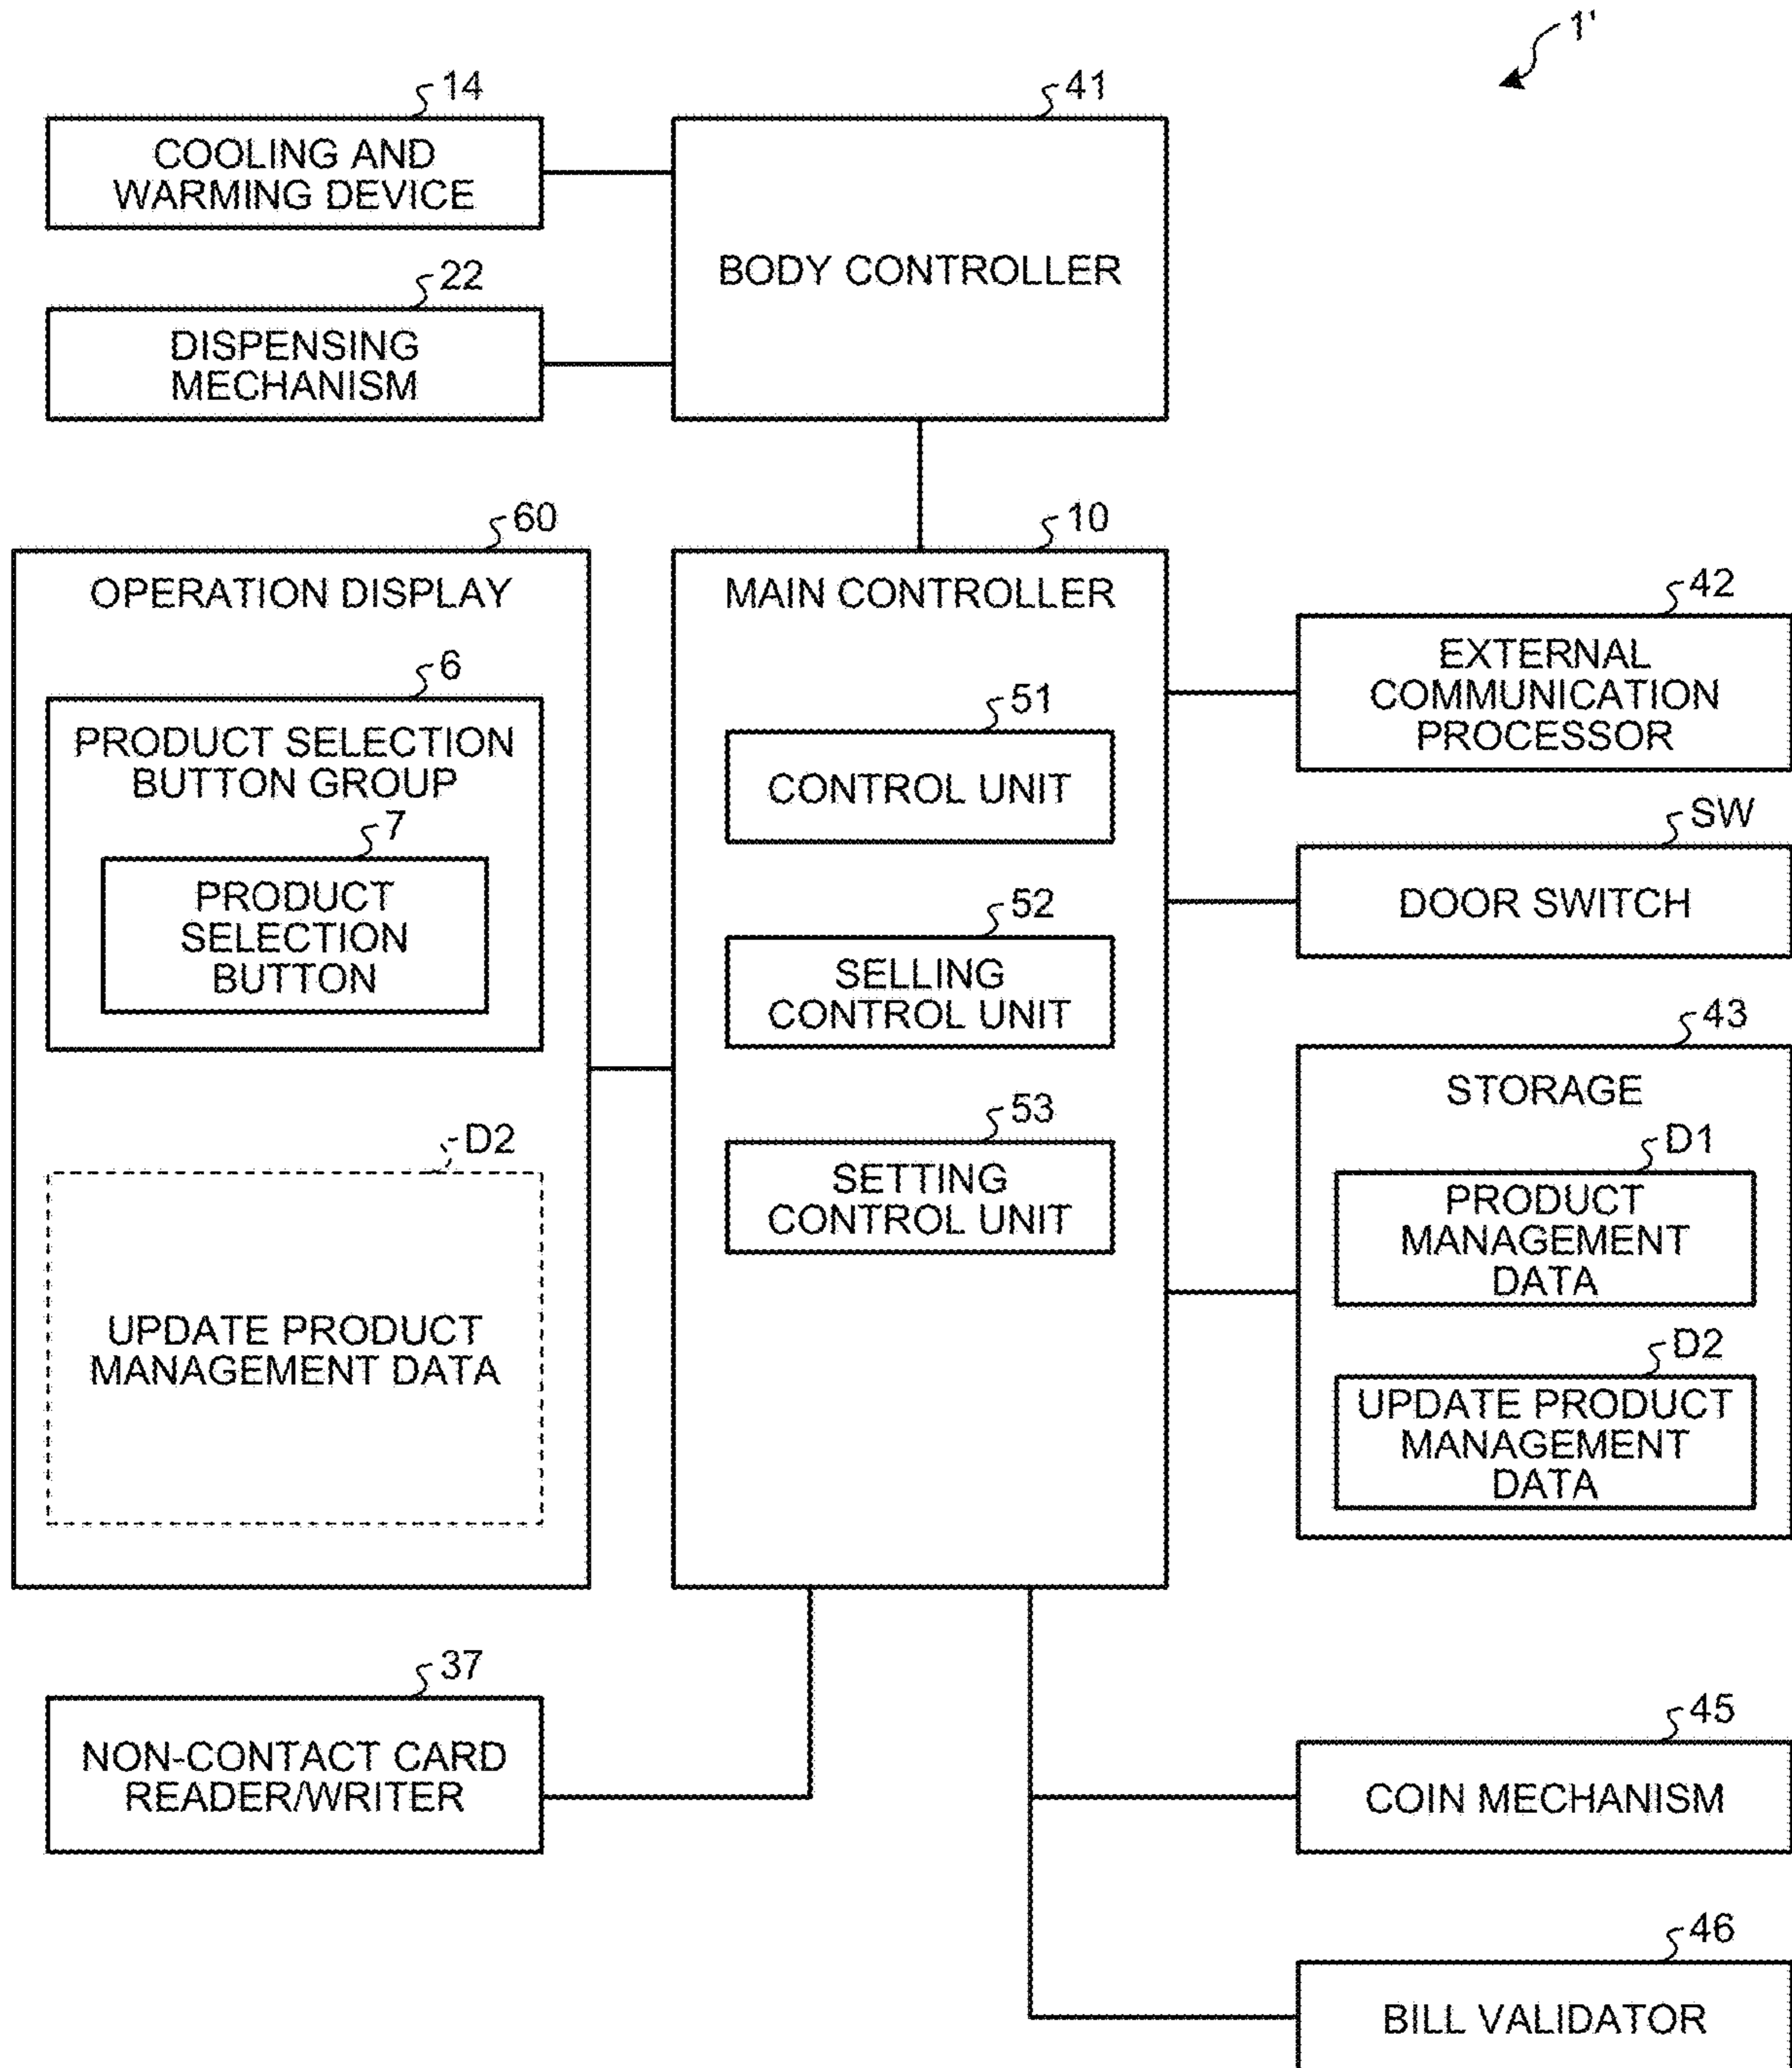 1'
14
COOLING AND
WARMING DEVICE
41
BODY CONTROLLER
22
DISPENSING
MECHANISM
60
OPERATION DISPLAY
6
PRODUCT SELECTION
BUTTON GROUP
7
PRODUCT
SELECTION
BUTTON
D2
UPDATE PRODUCT
MANAGEMENT DATA
10
MAIN CONTROLLER
51
CONTROL UNIT
52
SELLING
CONTROL UNIT
53
SETTING
CONTROL UNIT
42
EXTERNAL
COMMUNICATION
PROCESSOR
SW
DOOR SWITCH
43
STORAGE
D1
PRODUCT
MANAGEMENT
DATA
D2
UPDATE PRODUCT
MANAGEMENT
DATA
37
NON-CONTACT CARD
READER/WRITER
45
COIN MECHANISM
46
BILL VALIDATOR